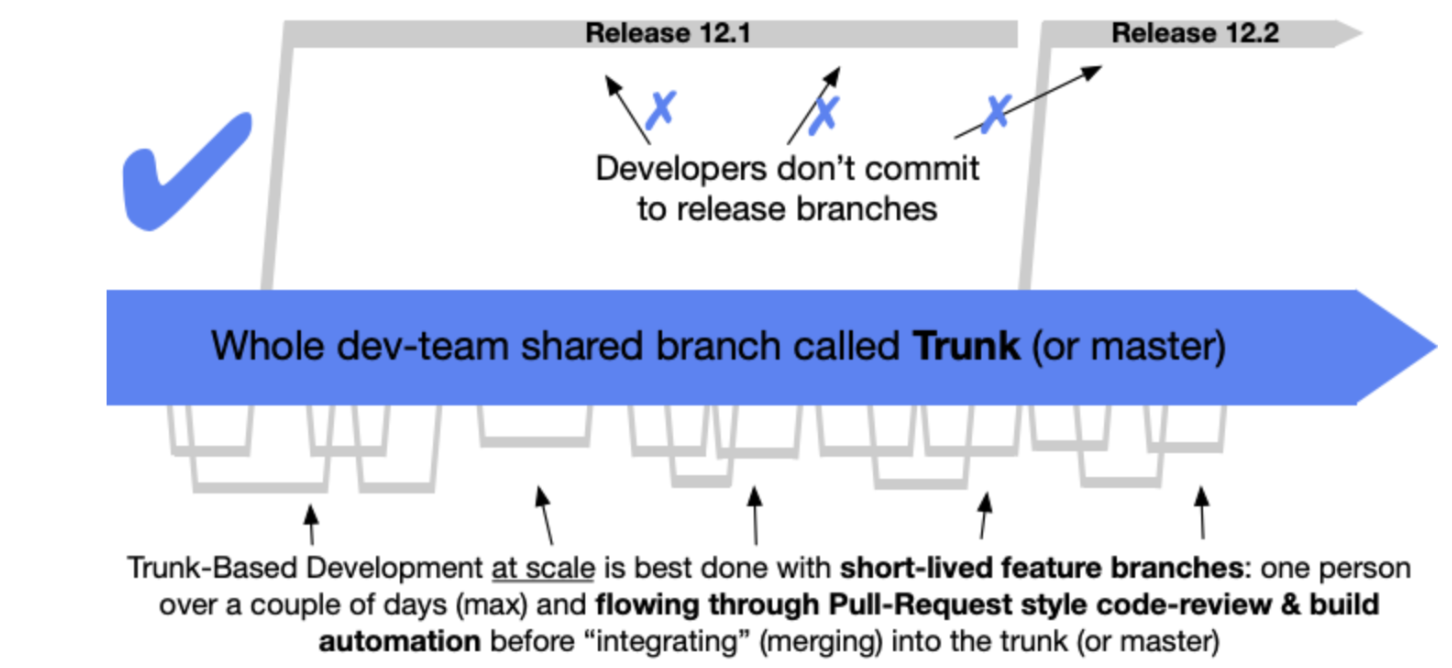 Release 12.1
Release 12.2
Developers don't commit
to release branches
Whole dev-team shared branch called Trunk (or master)
Trunk-Based Development at scale is best done with short-lived feature branches: one person
over a couple of days (max) and flowing through Pull-Request style code-review & build
automation before “integrating” (merging) into the trunk (or master)